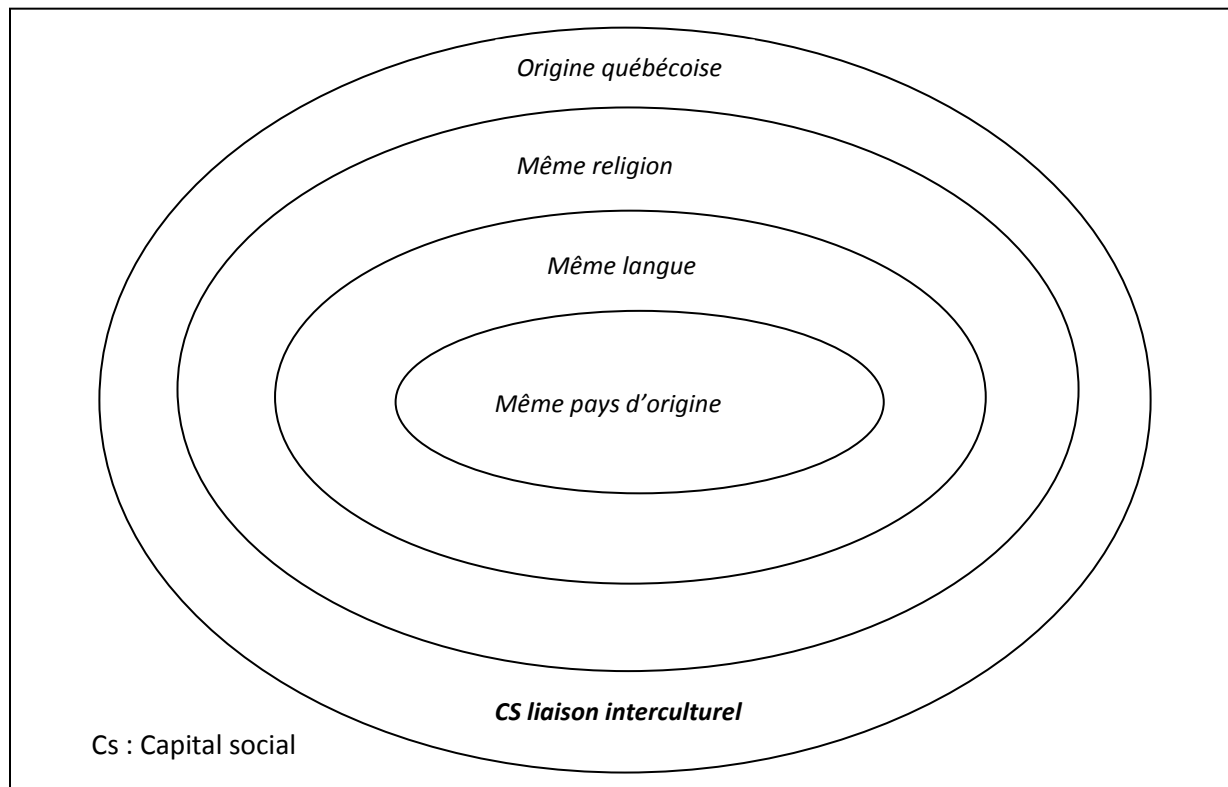 Origine québécoise
Même religion
Même langue
Même pays d’origine
CS liaison interculturel
Cs : Capital social